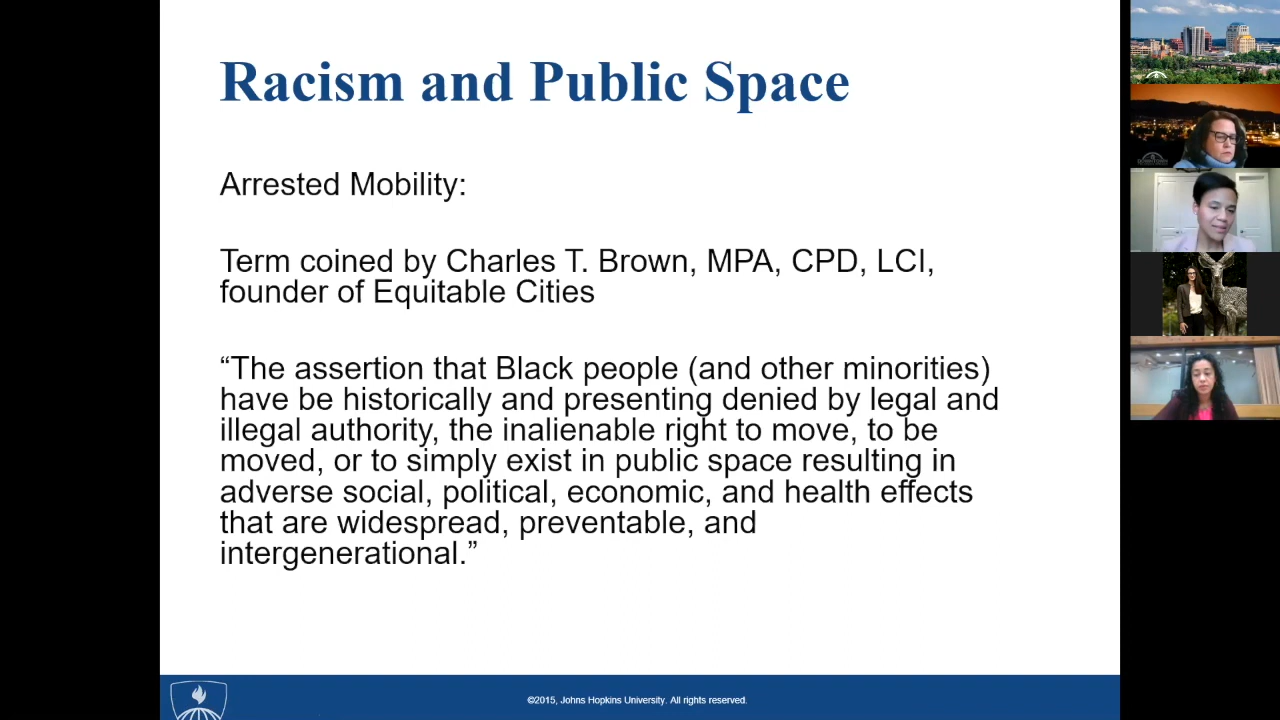 Racism and Public Space
Arrested Mobility:
Term coined by Charles T. Brown, MPA, CPD, LCI,
founder of Equitable Cities
“The assertion that Black people (and other minorities)
have be historically and presenting denied by legal and
illegal authority, the inalienable right to move, to be
moved, or to simply exist in public space resulting in
adverse social, political, economic, and health effects
that are widespread, preventable, and
intergenerational.”
©2015, Johns Hopkins University. All rights reserved.